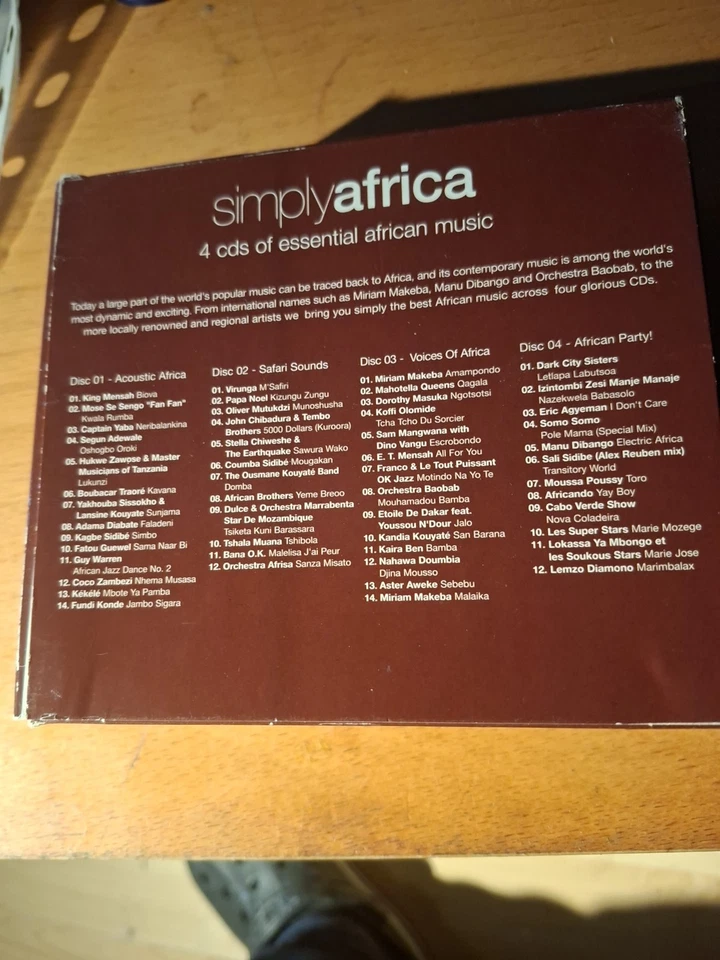 simplyafrica
4 cds of essential african music
Today a large part of the world's popular music can be traced back to Africa, and its contemporary music is among the world's
most dynamic and exciting. From international names such as Miriam Makeba, Manu Dibango and Orchestra Baobab, to the
more locally renowned and regional artists we bring you simply the best African music across four glorious CDs.
Disc 01 - Acoustic Africa
01. King Mensah Biova
02. Mose Se Sengo "Fan Fan"
Kwala Rumba
03. Captain Yaba Neribalankina
04. Segun Adewale
Oshogbo Oroki
05. Hukwe Zawose & Master
Musicians of Tanzania
Lukunzi
06. Boubacar Traoré Kavana
07. Yakhouba Sissokho &
Lansine Kouyate Sunjama
08. Adama Diabate Faladeni
09. Kagbe Sidibé Simbo
10. Fatou Guewel Sama Naar Bi
11. Guy Warren
African Jazz Dance No. 2
12. Coco Zambezi Nhema Musasa
13. Kékélé Mbote Ya Pamba
14. Fundi Konde Jambo Sigara
Disc 02 - Safari Sounds
01. Virunga M'Safiri
02. Papa Noel Kizungu Zungu
03. Oliver Mutukdzi Munoshusha
04. John Chibadura & Tembo
Brothers 5000 Dollars (Kuroora)
05. Stella Chiweshe &
The Earthquake Sawura Wako
06. Coumba Sidibé Mougakan
07. The Ousmane Kouyaté Band
Domba
08. African Brothers Yeme Breoo
09. Dulce & Orchestra Marrabenta
Star De Mozambique
Tsiketa Kuni Barassara
10. Tshala Muana Tshibola
11. Bana O.K. Malelisa J'ai Peur
12. Orchestra Afrisa Sanza Misato
Disc 03 - Voices Of Africa
01. Miriam Makeba Amampondo
02. Mahotella Queens Qagala
03. Dorothy Masuka Ngotsotsi
04. Koffi Olomide
Tcha Tcho Du Sorcier
05. Sam Mangwana with
Dino Vangu Escrobondo
06. E. T. Mensah All For You
07. Franco & Le Tout Puissant
OK Jazz Motindo Na Yo Te
08. Orchestra Baobab
Mouhamadou Bamba
09. Etoile De Dakar feat.
Youssou N'Dour Jalo
10. Kandia Kouyaté San Barana
11. Kaira Ben Bamba
12. Nahawa Doumbia
Djina Mousso
13. Aster Aweke Sebebu
14. Miriam Makeba Malaika
Disc 04 - African Party!
01. Dark City Sisters
Letlapa Labutsoa
02. Izintombi Zesi Manje Manaje
Nazekwela Babasolo
03. Eric Agyeman I Don't Care
04. Somo Somo
Pole Mama (Special Mix)
05. Manu Dibango Electric Africa
06. Sali Sidibe (Alex Reuben mix)
Transitory World
07. Moussa Poussy Toro
08. Africando Yay Boy
09. Cabo Verde Show
Nova Coladeira
10. Les Super Stars Marie Mozege
11. Lokassa Ya Mbongo et
les Soukous Stars Marie Jose
12. Lemzo Diamono Marimbalax